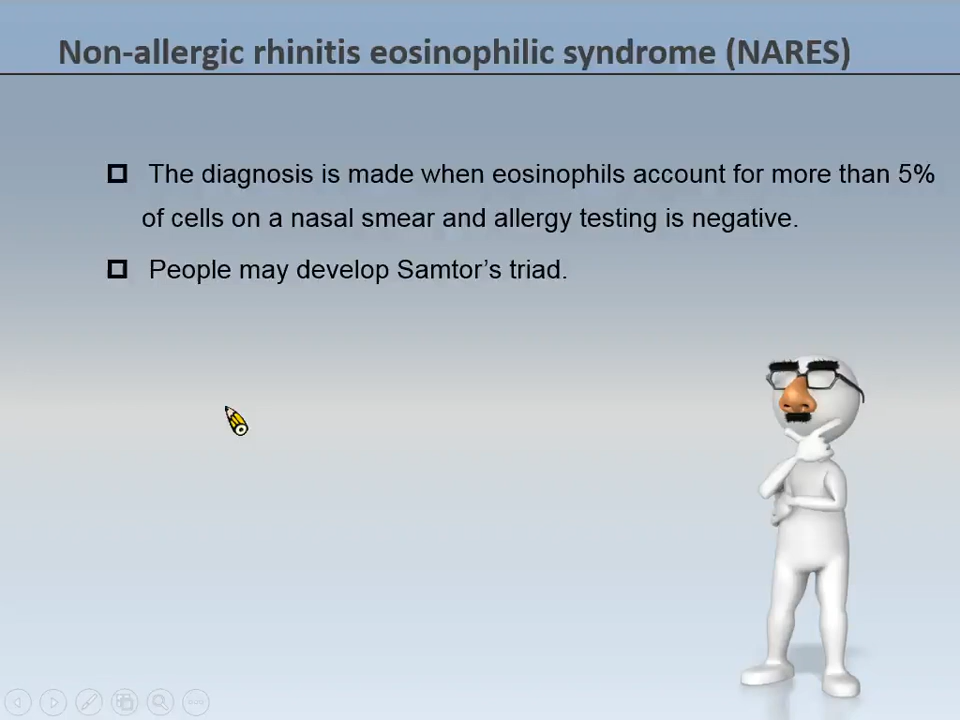 Non-allergic rhinitis eosinophilic syndrome (NARES)
The diagnosis is made when eosinophils account for more than 5%
of cells on a nasal smear and allergy testing is negative.
People may develop Samtor’s triad.